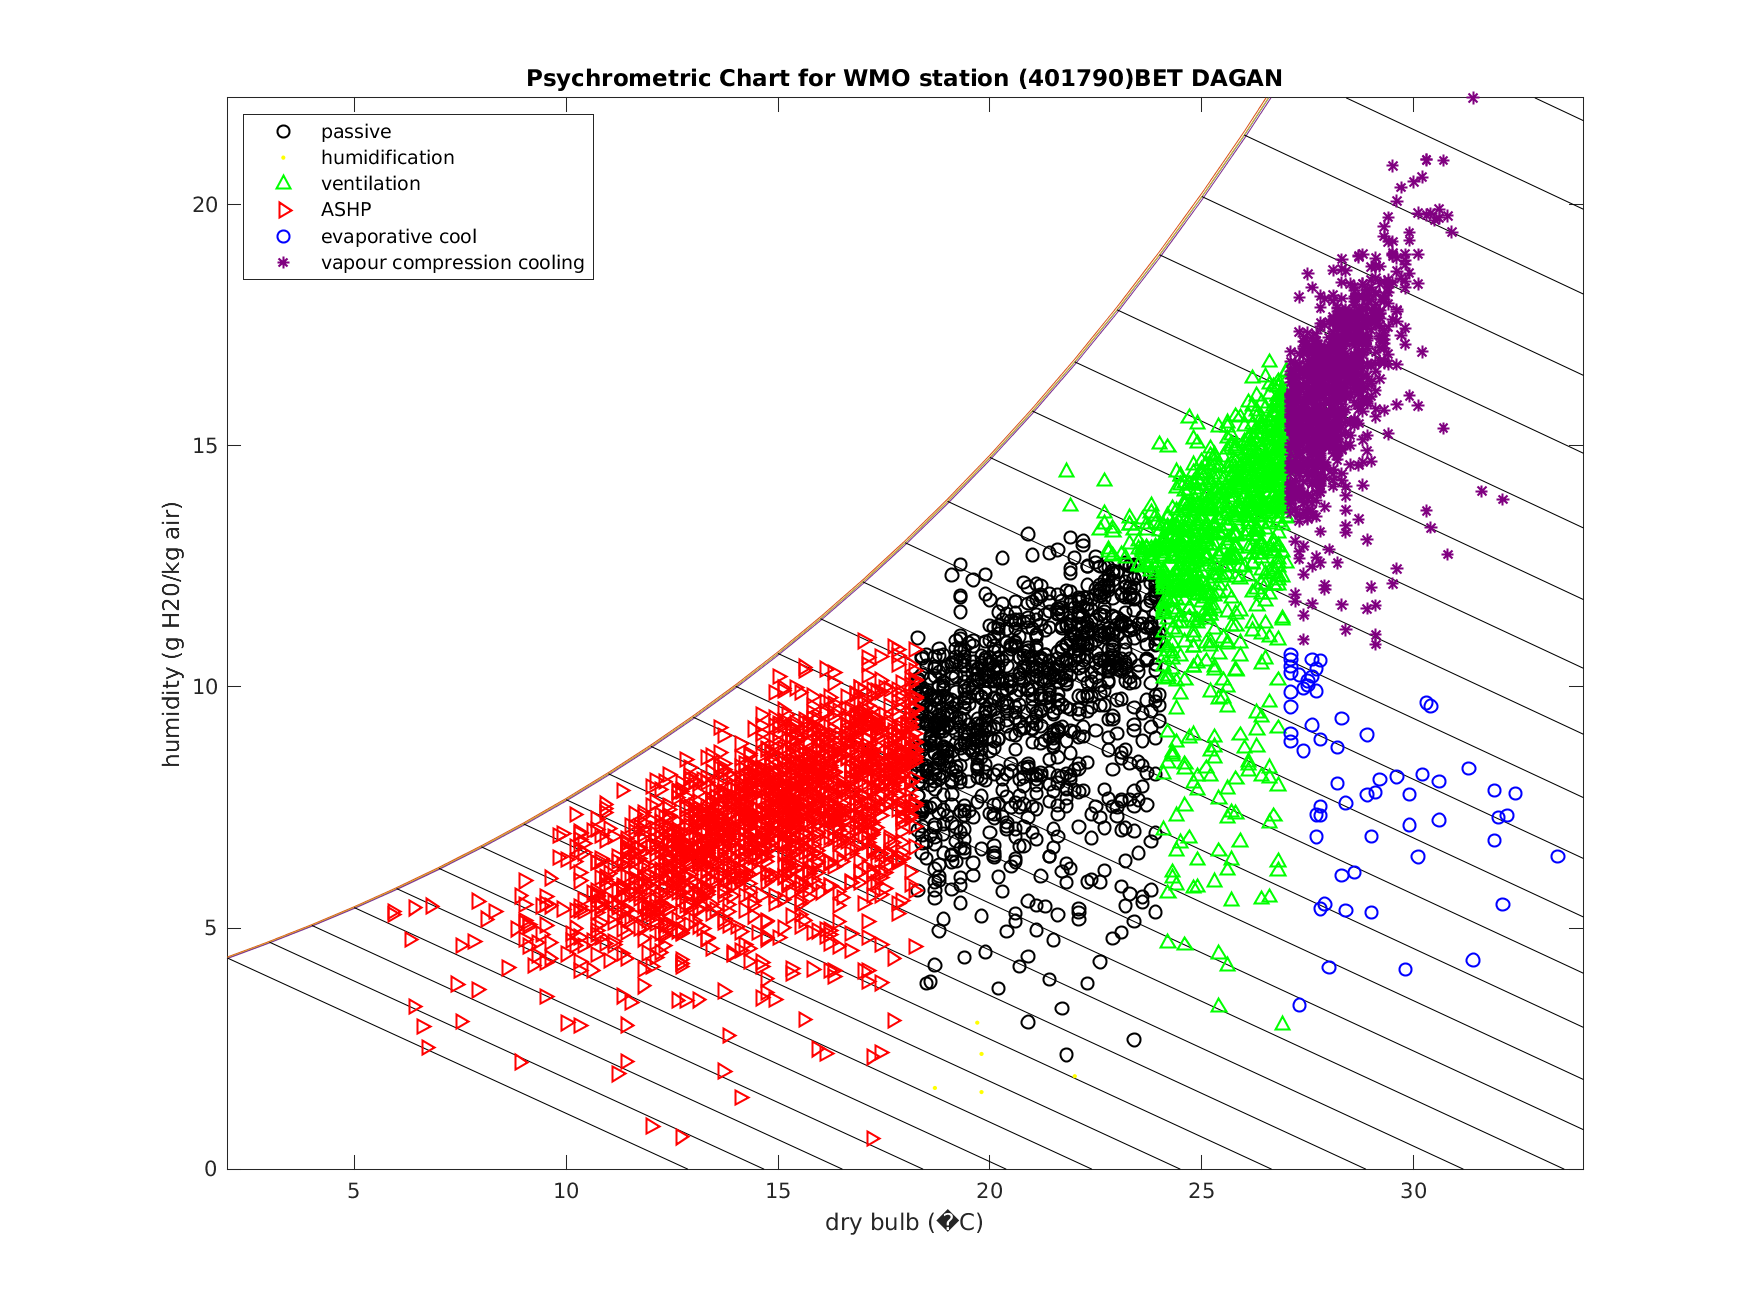 Psychrometric Chart for WMO station (401790)BET DAGAN
passive
humidification
ventilation
ASHP
evaporative cool
vapour compression cooling
20
15
10
5
0
humidity (g H20/kg air)
5
10
15
20
25
30
dry bulb (�C)